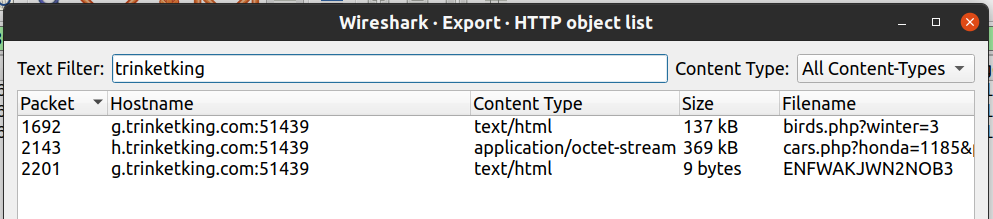 Wireshark · Export · HTTP object list
Text Filter: trinketking Content Type: All Content-Types
Packet Hostname Content Type Size Filename
1692 g.trinketking.com:51439 text/html 137 kB birds.php?winter=3
2143 h.trinketking.com:51439 application/octet-stream 369 kB cars.php?honda=1185&
2201 g.trinketking.com:51439 text/html 9 bytes ENFWAKJWN2NOB3